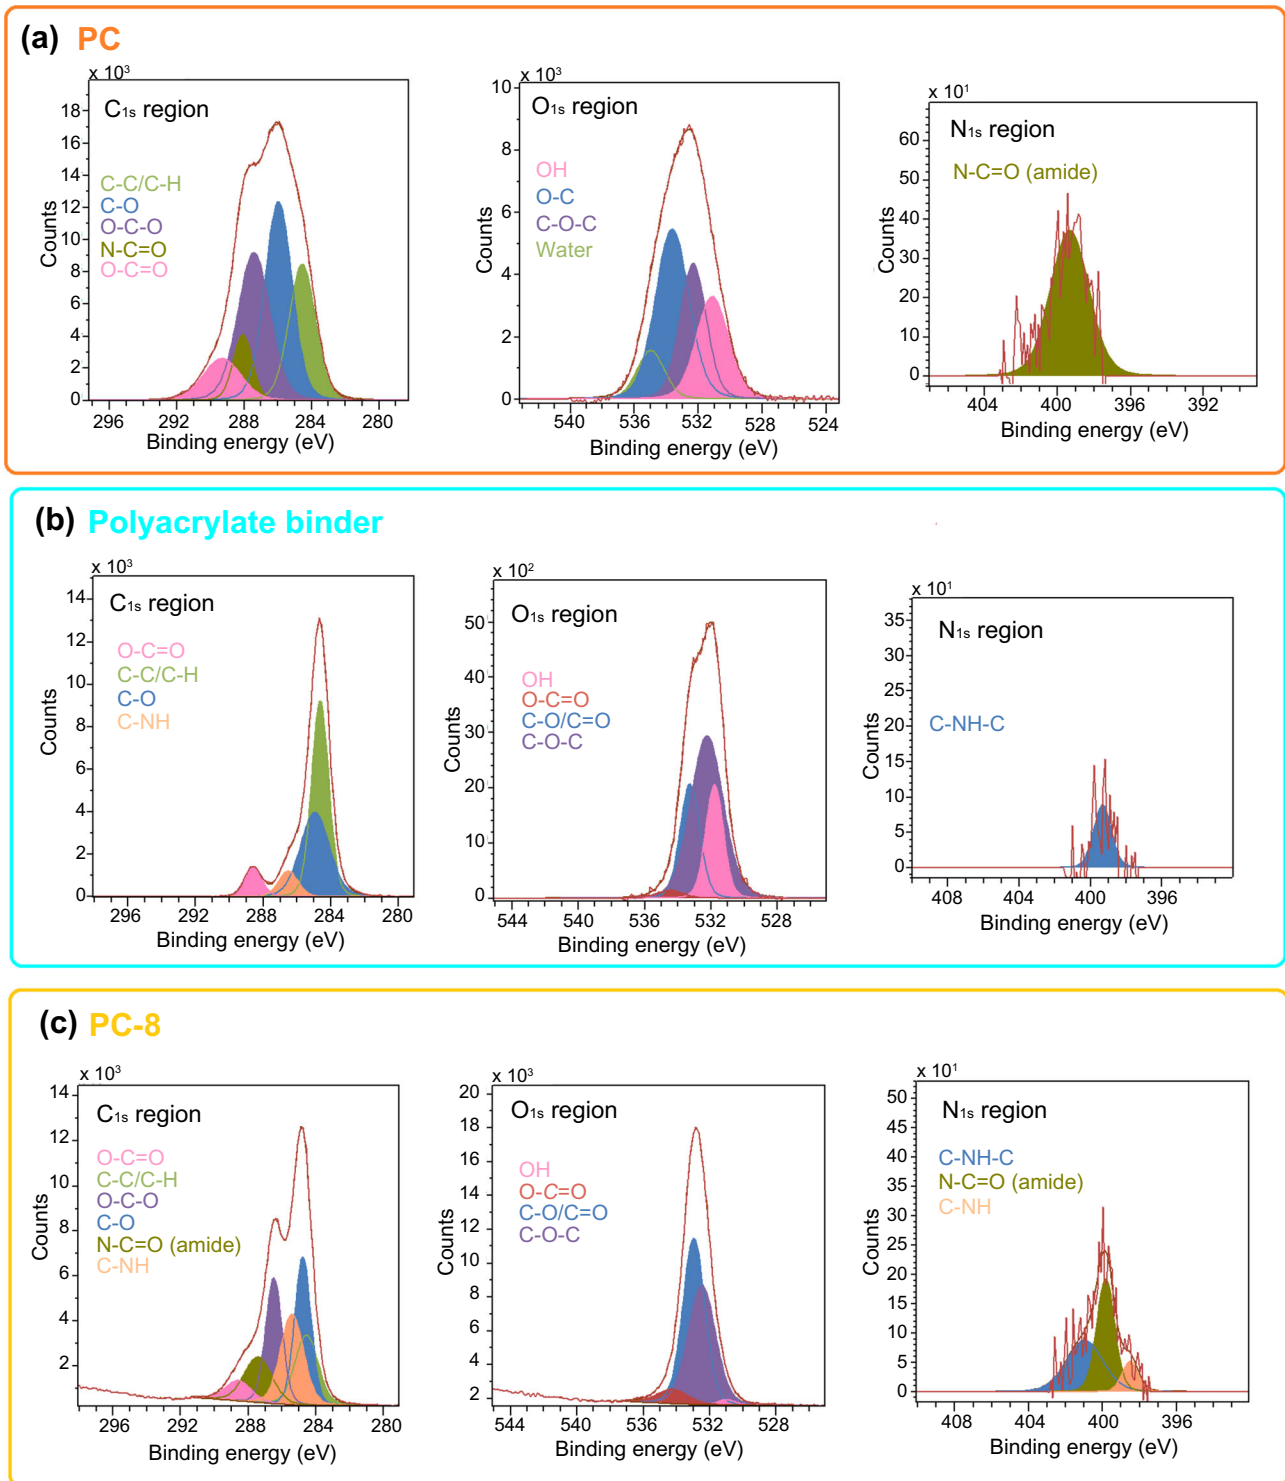 (a) PC
x 10³
C1s region
C-C/C-H
C-O
O-C-O
N-C=O
O-C=O
Counts
18
16
14
12
10
8
6
4
2
0
296 292 288 284 280
Binding energy (eV)
x 10³
O1s region
OH
O-C
C-O-C
Water
Counts
10
8
6
4
2
0
540 536 532 528 524
Binding energy (eV)
x 10¹
N1s region
N-C=O (amide)
Counts
60
50
40
30
20
10
0
404 400 396 392
Binding energy (eV)
(b) Polyacrylate binder
x 10³
C1s region
O-C=O
C-C/C-H
C-O
C-NH
Counts
14
12
10
8
6
4
2
0
296 292 288 284 280
Binding energy (eV)
x 10²
O1s region
OH
O-C=O
C-O/C=O
C-O-C
Counts
50
40
30
20
10
0
544 540 536 532 528
Binding energy (eV)
x 10¹
N1s region
C-NH-C
Counts
35
30
25
20
15
10
5
0
408 404 400 396
Binding energy (eV)
(c) PC-8
x 10³
C1s region
O-C=O
C-C/C-H
O-C-O
C-O
N-C=O (amide)
C-NH
Counts
14
12
10
8
6
4
2
296 292 288 284 280
Binding energy (eV)
x 10³
O1s region
OH
O-C=O
C-O/C=O
C-O-C
Counts
20
18
16
14
12
10
8
6
4
2
544 540 536 532 528
Binding energy (eV)
x 10¹
N1s region
C-NH-C
N-C=O (amide)
C-NH
Counts
50
45
40
35
30
25
20
15
10
5
0
408 404 400 396
Binding energy (eV)